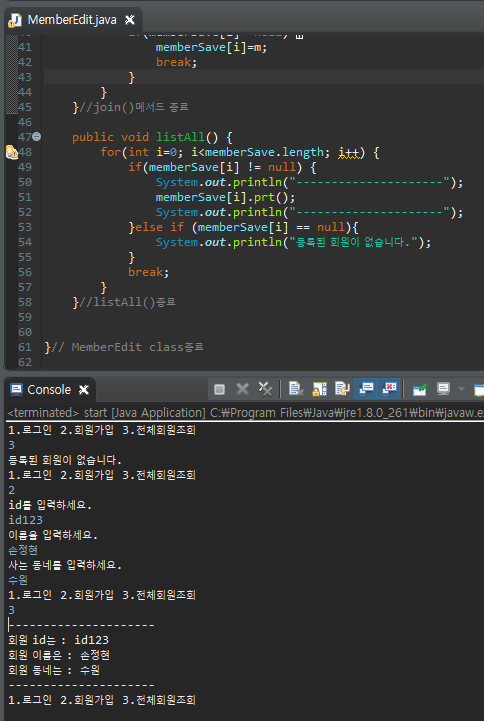 MemberEdit.java
41 memberSave[i]=m;
42 break;
43 }
44 }
45 }//join()메서드 종료
46
47 public void listAll() {
48 for(int i=0; i<memberSave.length; i++) {
49 if(memberSave[i] != null) {
50 System.out.println("---------------------");
51 memberSave[i].prt();
52 System.out.println("---------------------");
53 }else if (memberSave[i] == null){
54 System.out.println("등록된 회원이 없습니다.");
55 }
56 break;
57 }
58 }//listAll()종료
59
60
61 }// MemberEdit class종료
62
Console
<terminated> start [Java Application] C:₩Program Files₩Java₩jre1.8.0_261₩bin₩javaw.e
1.로그인 2.회원가입 3.전체회원조회
3
등록된 회원이 없습니다.
1.로그인 2.회원가입 3.전체회원조회
2
id를 입력하세요.
id123
이름을 입력하세요.
손정현
사는 동네를 입력하세요.
수원
1.로그인 2.회원가입 3.전체회원조회
3
---------------------
회원 id는 : id123
회원 이름은 : 손정현
회원 동네는 : 수원
---------------------
1.로그인 2.회원가입 3.전체회원조회